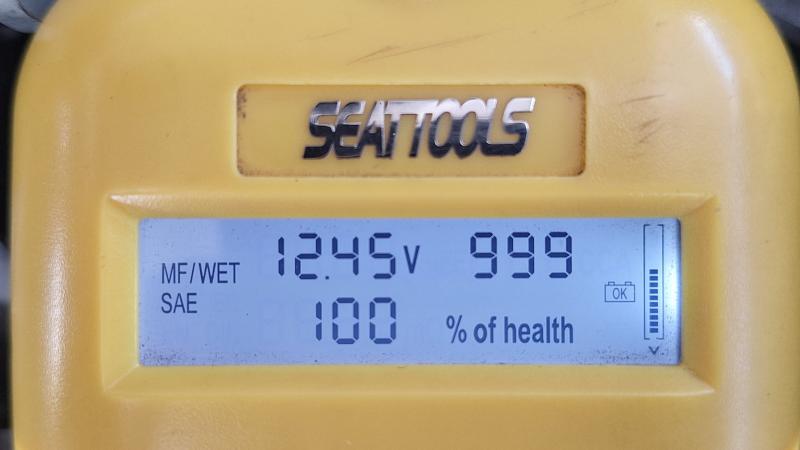 SEATTOOLS
MF/WET 12.45V 999
SAE 100 % of health
OK